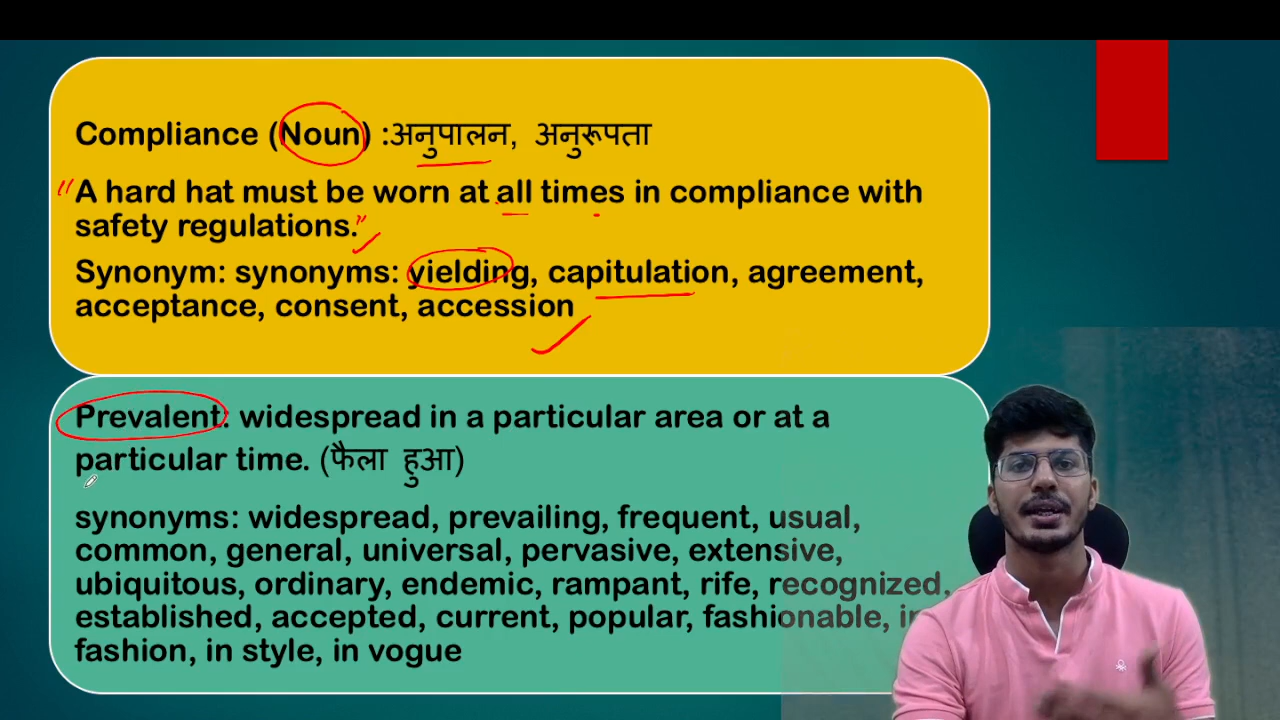 Compliance (Noun) :अनुपालन, अनुरूपता
A hard hat must be worn at all times in compliance with
safety regulations.
Synonym: synonyms: yielding, capitulation, agreement,
acceptance, consent, accession
Prevalent: widespread in a particular area or at a
particular time. (फैला हुआ)
synonyms: widespread, prevailing, frequent, usual,
common, general, universal, pervasive, extensive,
ubiquitous, ordinary, endemic, rampant, rife, recognized,
established, accepted, current, popular, fashionable, in
fashion, in style, in vogue